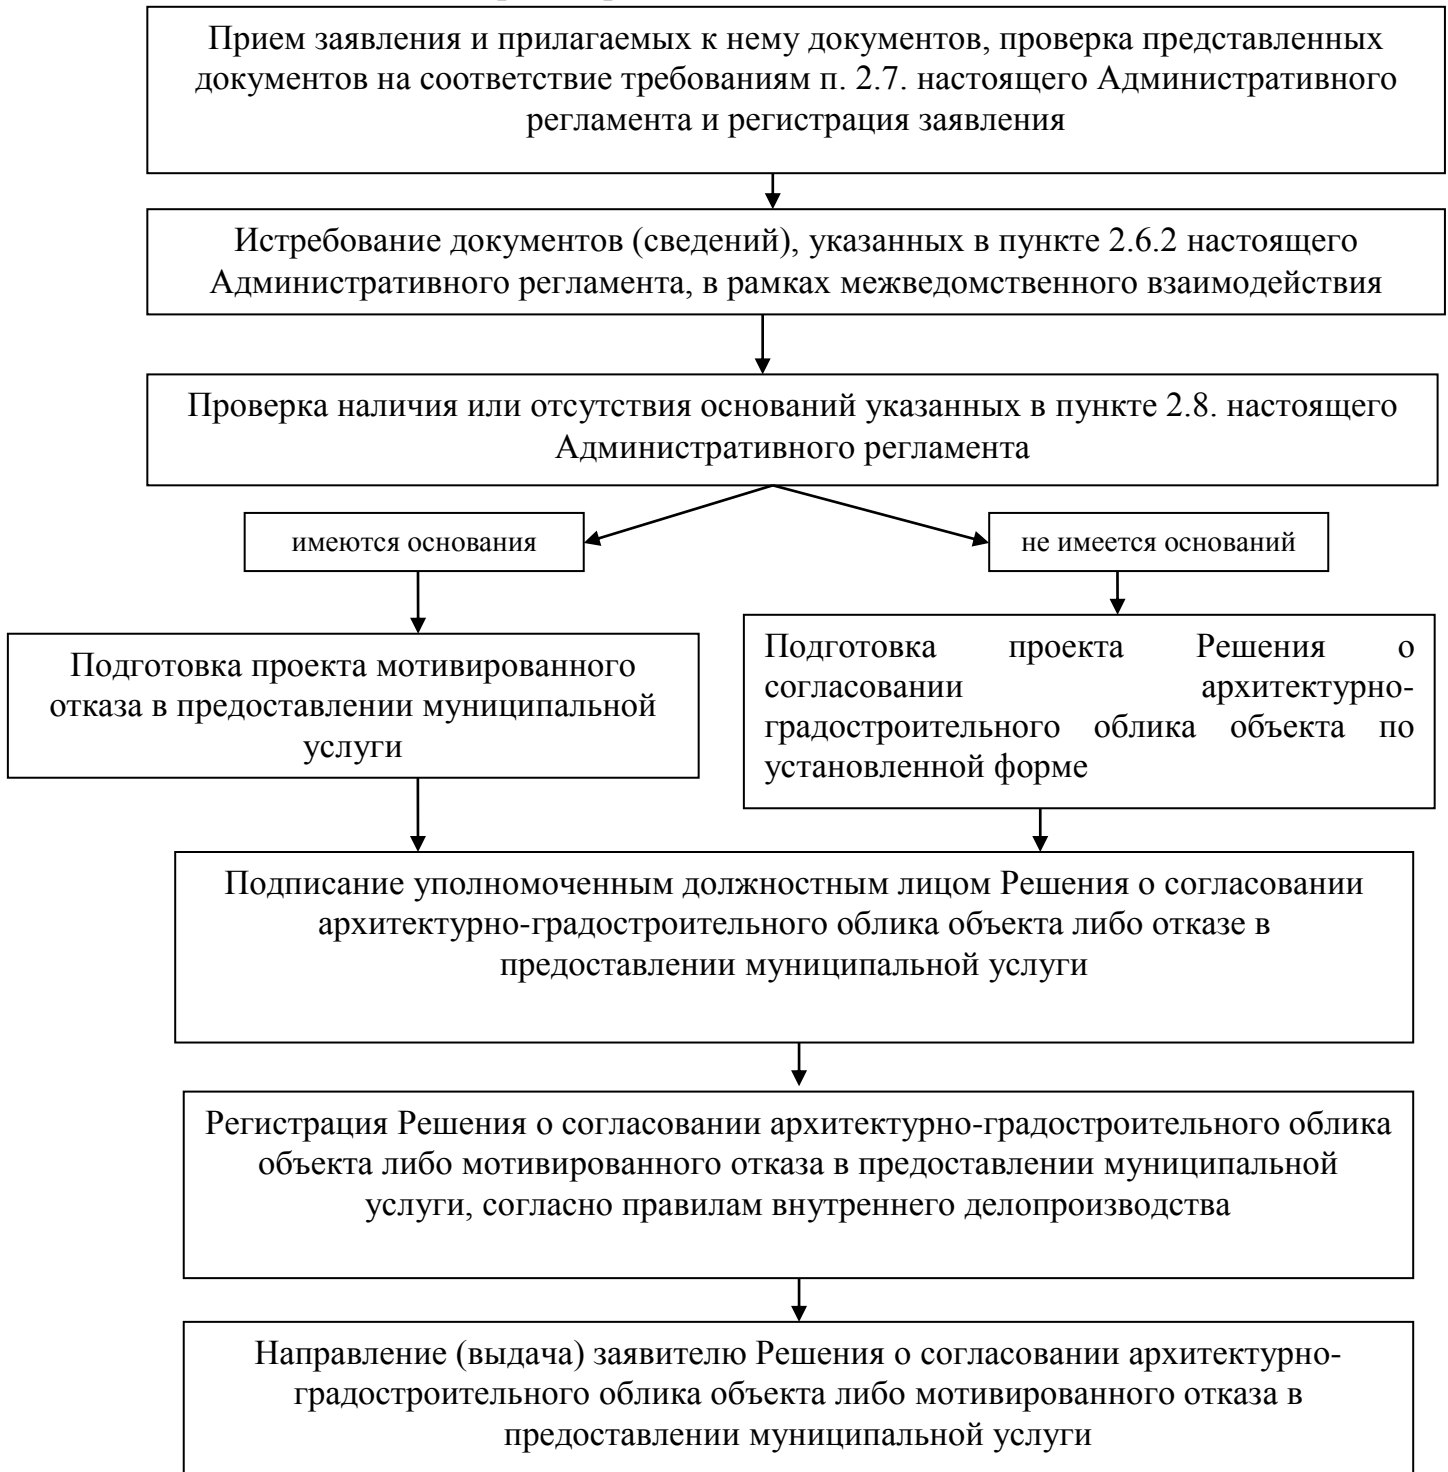 Прием заявления и прилагаемых к нему документов, проверка представленных
документов на соответствие требованиям п. 2.7. настоящего Административного
регламента и регистрация заявления
Истребование документов (сведений), указанных в пункте 2.6.2 настоящего
Административного регламента, в рамках межведомственного взаимодействия
Проверка наличия или отсутствия оснований указанных в пункте 2.8. настоящего
Административного регламента
имеются основания
не имеется оснований
Подготовка проекта мотивированного
отказа в предоставлении муниципальной
услуги
Подготовка проекта Решения о
согласовании архитектурно-
градостроительного облика объекта по
установленной форме
Подписание уполномоченным должностным лицом Решения о согласовании
архитектурно-градостроительного облика объекта либо отказе в
предоставлении муниципальной услуги
Регистрация Решения о согласовании архитектурно-градостроительного облика
объекта либо мотивированного отказа в предоставлении муниципальной
услуги, согласно правилам внутреннего делопроизводства
Направление (выдача) заявителю Решения о согласовании архитектурно-
градостроительного облика объекта либо мотивированного отказа в
предоставлении муниципальной услуги